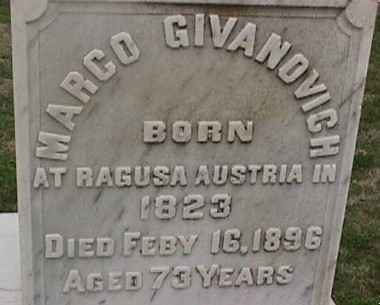 MARCO GIVANOVICH
BORN
AT RAGUSA AUSTRIA IN
1823
DIED FEBY 16, 1896
AGED 73 YEARS